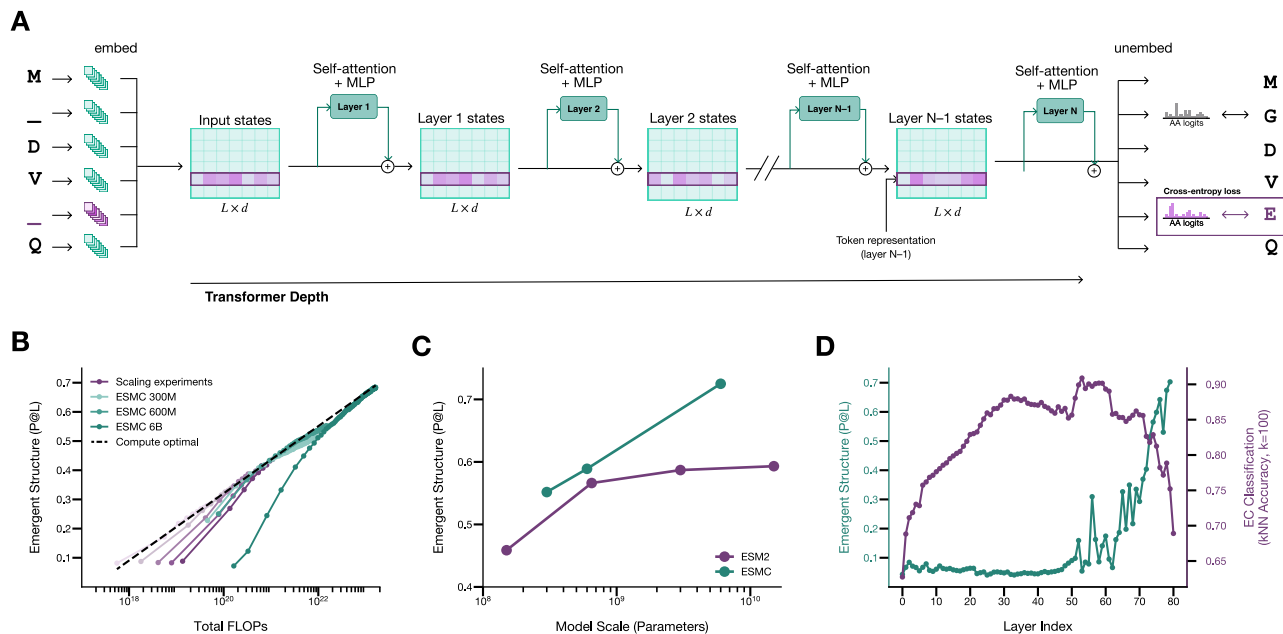 A
embed
unembed
M
_
D
V
_
Q
Input states
L × d
Self-attention
+ MLP
Layer 1
+
Layer 1 states
L × d
Self-attention
+ MLP
Layer 2
+
Layer 2 states
L × d
Self-attention
+ MLP
Layer N–1
+
Layer N–1 states
L × d
Token representation
(layer N–1)
Self-attention
+ MLP
Layer N
+
M
AA logits
G
D
V
Cross-entropy loss
AA logits
E
Q
Transformer Depth
B
Emergent Structure (P@L)
0.7
0.6
0.5
0.4
0.3
0.2
0.1
Scaling experiments
ESMC 300M
ESMC 600M
ESMC 6B
Compute optimal
10^18
10^20
10^22
Total FLOPs
C
Emergent Structure (P@L)
0.7
0.6
0.5
0.4
ESM2
ESMC
10^8
10^9
10^10
Model Scale (Parameters)
D
Emergent Structure (P@L)
0.7
0.6
0.5
0.4
0.3
0.2
0.1
0
10
20
30
40
50
60
70
80
Layer Index
0.90
0.85
0.80
0.75
0.70
0.65
EC Classification
(kNN Accuracy, k=100)